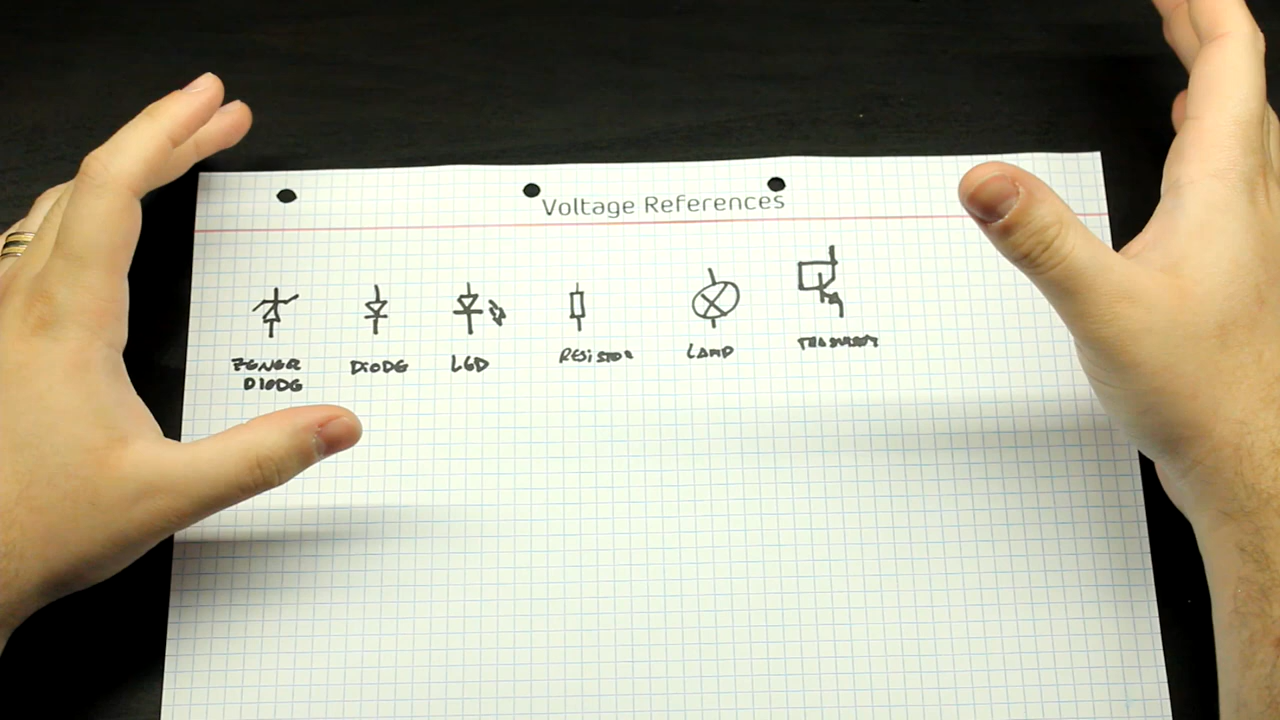 Voltage References
ZENER
DIODE
DIODE
LED
RESISTOR
LAMP